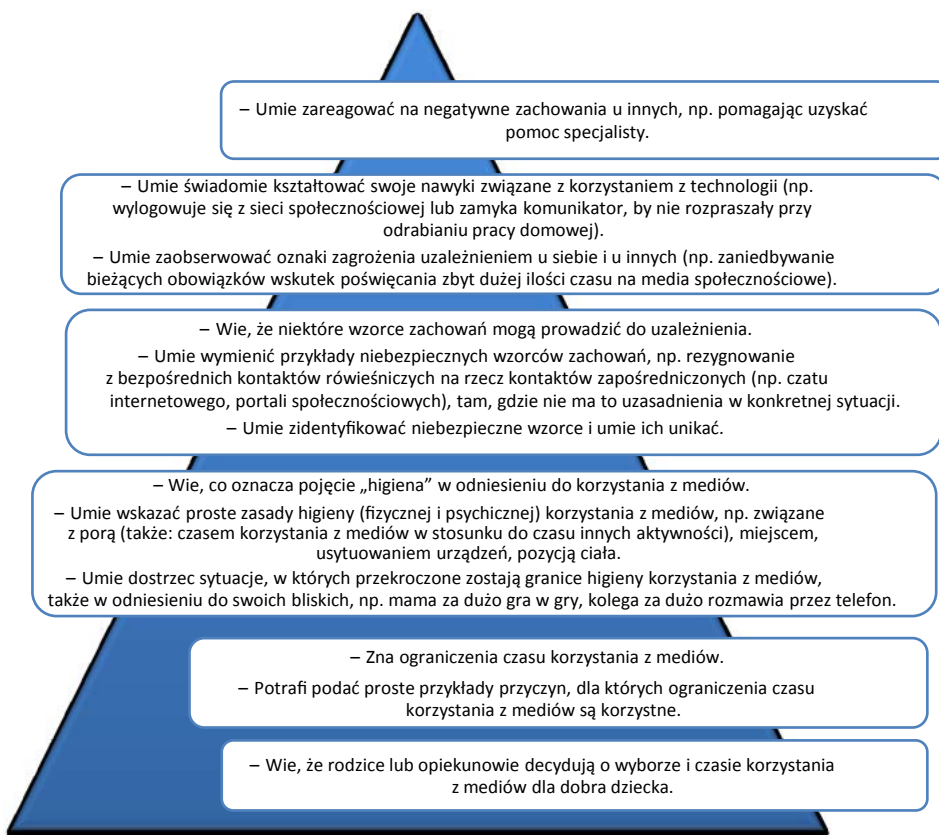 – Umie zareagować na negatywne zachowania u innych, np. pomagając uzyskać
pomoc specjalisty.
– Umie świadomie kształtować swoje nawyki związane z korzystaniem z technologii (np.
wylogowuje się z sieci społecznościowej lub zamyka komunikator, by nie rozpraszały przy
odrabianiu pracy domowej).
– Umie zaobserwować oznaki zagrożenia uzależnieniem u siebie i u innych (np. zaniedbywanie
bieżących obowiązków wskutek poświęcania zbyt dużej ilości czasu na media społecznościowe).
– Wie, że niektóre wzorce zachowań mogą prowadzić do uzależnienia.
– Umie wymienić przykłady niebezpiecznych wzorców zachowań, np. rezygnowanie
z bezpośrednich kontaktów rówieśniczych na rzecz kontaktów zapośredniczonych (np. czatu
internetowego, portali społecznościowych), tam, gdzie nie ma to uzasadnienia w konkretnej sytuacji.
– Umie zidentyfikować niebezpieczne wzorce i umie ich unikać.
– Wie, co oznacza pojęcie „higiena” w odniesieniu do korzystania z mediów.
– Umie wskazać proste zasady higieny (fizycznej i psychicznej) korzystania z mediów, np. związane
z porą (także: czasem korzystania z mediów w stosunku do czasu innych aktywności), miejscem,
usytuowaniem urządzeń, pozycją ciała.
– Umie dostrzec sytuacje, w których przekroczone zostają granice higieny korzystania z mediów,
także w odniesieniu do swoich bliskich, np. mama za dużo gra w gry, kolega za dużo rozmawia przez telefon.
– Zna ograniczenia czasu korzystania z mediów.
– Potrafi podać proste przykłady przyczyn, dla których ograniczenia czasu
korzystania z mediów są korzystne.
– Wie, że rodzice lub opiekunowie decydują o wyborze i czasie korzystania
z mediów dla dobra dziecka.